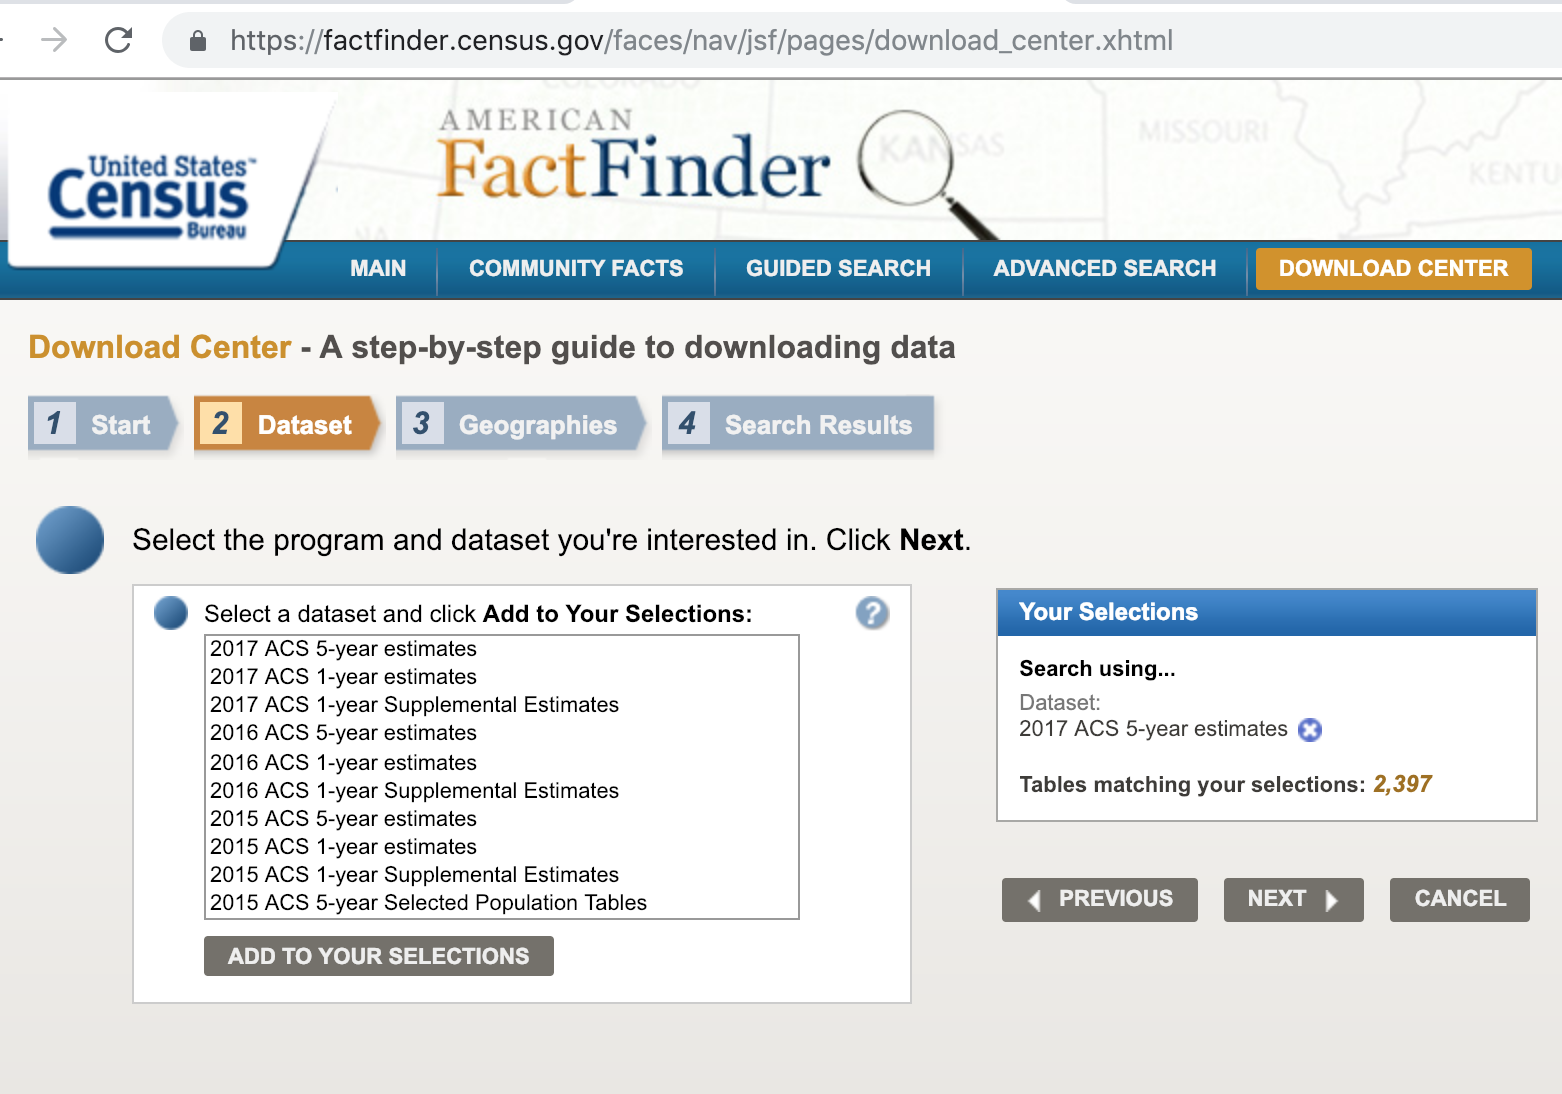 https://factfinder.census.gov/faces/nav/jsf/pages/download_center.xhtml
COLORADO
AMERICAN
FactFinder
KANSAS
MISSOURI
KENTU
United States™
Census
Bureau
MAIN
COMMUNITY FACTS
GUIDED SEARCH
ADVANCED SEARCH
DOWNLOAD CENTER
Download Center - A step-by-step guide to downloading data
1 Start
2 Dataset
3 Geographies
4 Search Results
Select the program and dataset you're interested in. Click Next.
Select a dataset and click Add to Your Selections:
?
2017 ACS 5-year estimates
2017 ACS 1-year estimates
2017 ACS 1-year Supplemental Estimates
2016 ACS 5-year estimates
2016 ACS 1-year estimates
2016 ACS 1-year Supplemental Estimates
2015 ACS 5-year estimates
2015 ACS 1-year estimates
2015 ACS 1-year Supplemental Estimates
2015 ACS 5-year Selected Population Tables
ADD TO YOUR SELECTIONS
Your Selections
Search using...
Dataset:
2017 ACS 5-year estimates
Tables matching your selections: 2,397
PREVIOUS
NEXT
CANCEL